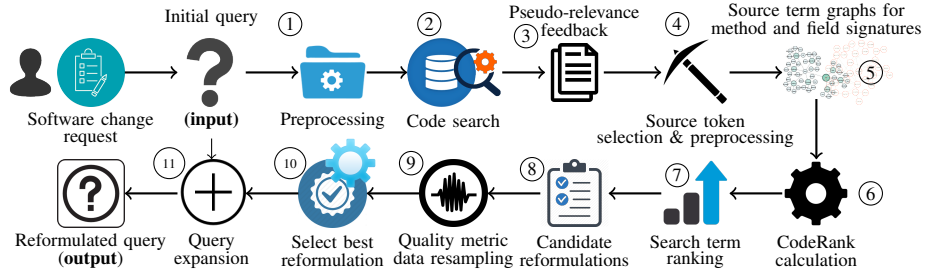 Initial query
①
②
Pseudo-relevance
feedback
③
④
Source term graphs for
method and field signatures
⑤
Software change
request
(input)
Preprocessing
Code search
Source token
selection & preprocessing
⑪
⑩
⑨
⑧
⑦
⑥
Reformulated query
(output)
Query
expansion
Select best
reformulation
Quality metric
data resampling
Candidate
reformulations
Search term
ranking
CodeRank
calculation